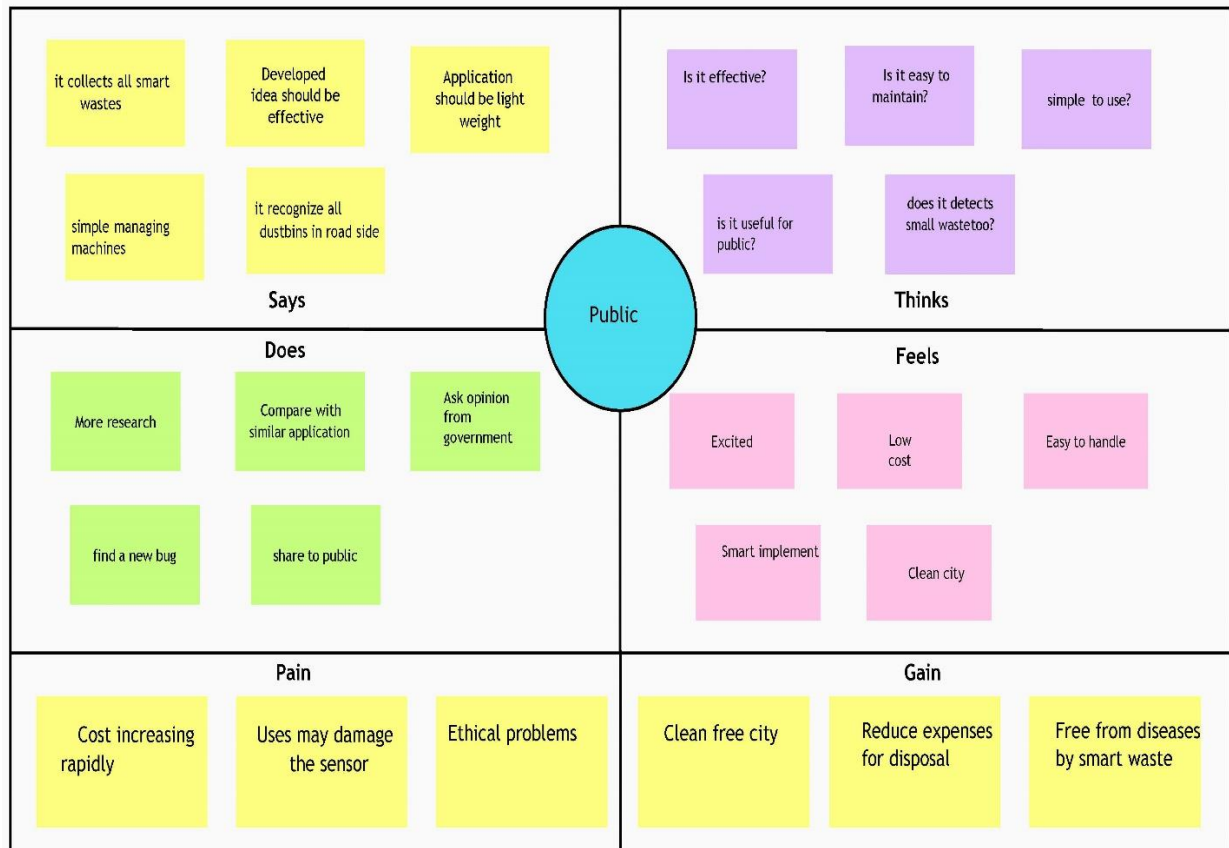 it collects all smart
wastes
Developed
idea should be
effective
Application
should be light
weight
simple managing
machines
it recognize all
dustbins in road side
Says
Is it effective?
Is it easy to
maintain?
simple to use?
is it useful for
public?
does it detects
small wastetoo?
Thinks
Public
Does
More research
Compare with
similar application
Ask opinion
from
government
find a new bug
share to public
Feels
Excited
Low
cost
Easy to handle
Smart implement
Clean city
Pain
Cost increasing
rapidly
Uses may damage
the sensor
Ethical problems
Gain
Clean free city
Reduce expenses
for disposal
Free from diseases
by smart waste